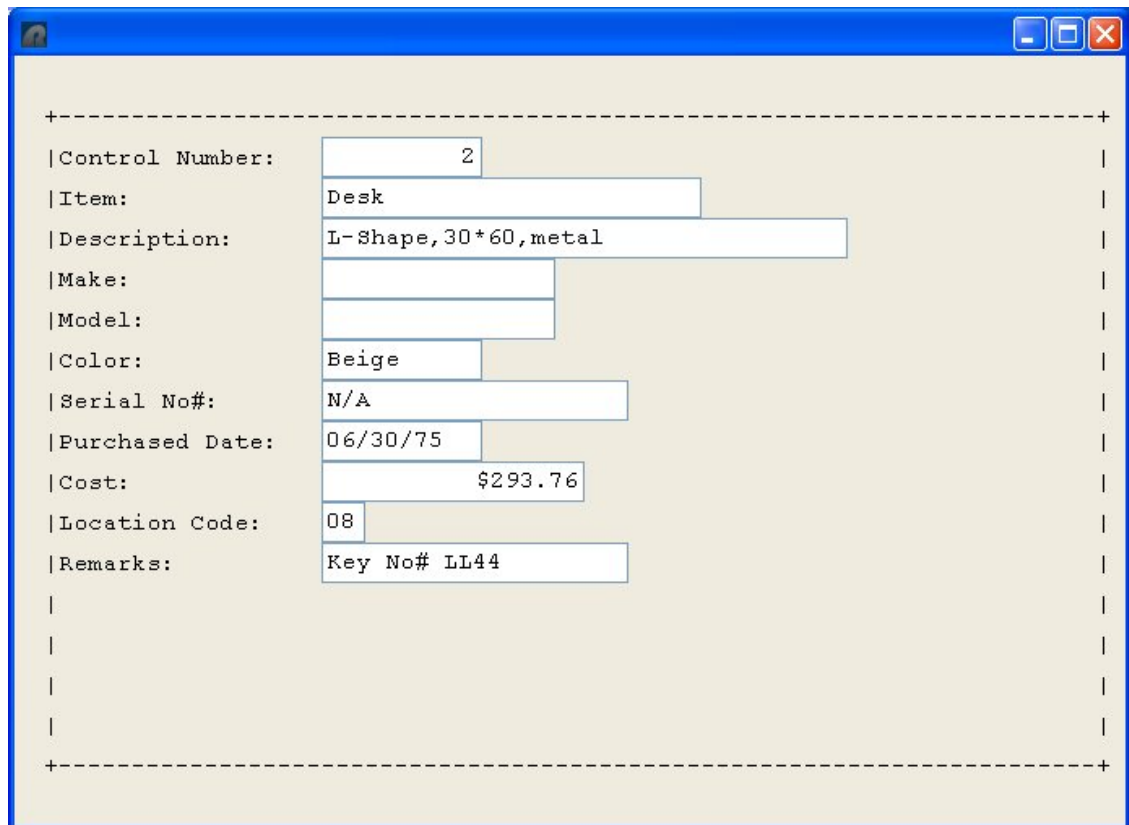 +-----------------------------------------------------------------------+
|Control Number: 2 |
|Item: Desk |
|Description: L-Shape,30*60,metal |
|Make: |
|Model: |
|Color: Beige |
|Serial No#: N/A |
|Purchased Date: 06/30/75 |
|Cost: $293.76 |
|Location Code: 08 |
|Remarks: Key No# LL44 |
| |
| |
| |
| |
+-----------------------------------------------------------------------+